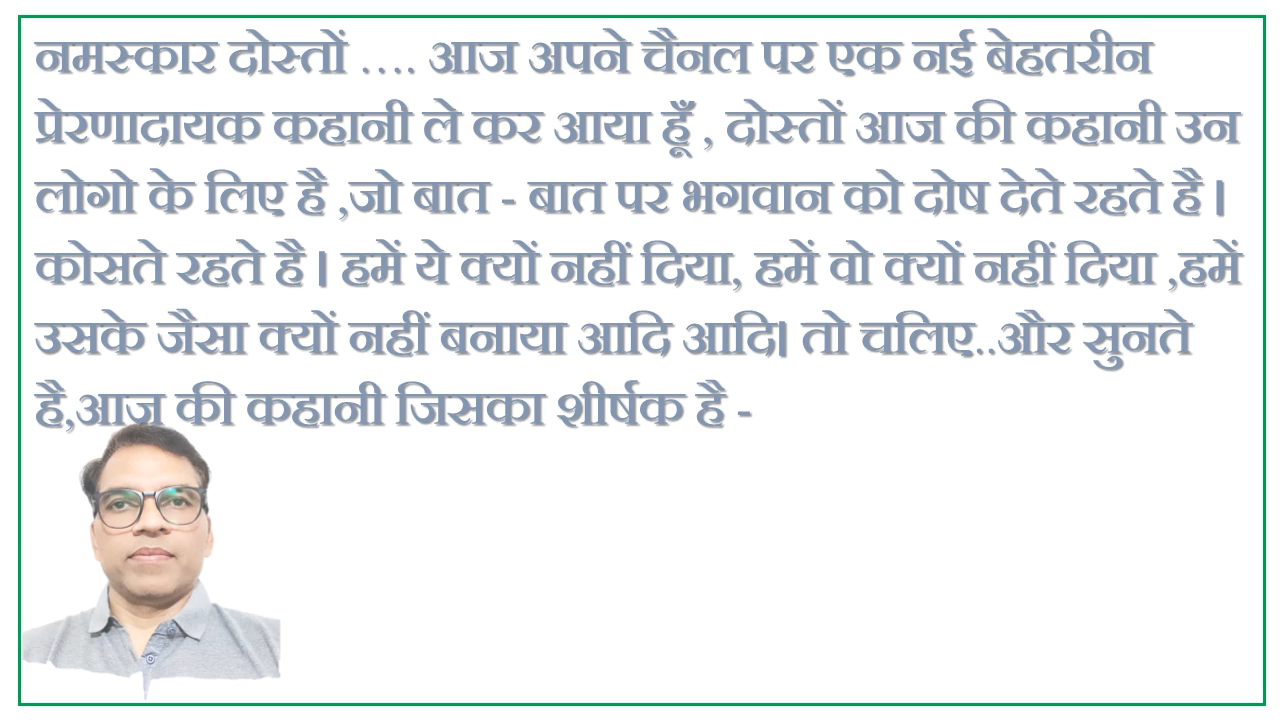 नमस्कार दोस्तों .... आज अपने चैनल पर एक नई बेहतरीन
प्रेरणादायक कहानी ले कर आया हूँ , दोस्तों आज की कहानी उन
लोगो के लिए है ,जो बात - बात पर भगवान को दोष देते रहते है |
कोसते रहते है | हमें ये क्यों नहीं दिया, हमें वो क्यों नहीं दिया ,हमें
उसके जैसा क्यों नहीं बनाया आदि आदि| तो चलिए..और सुनते
है,आज की कहानी जिसका शीर्षक है -